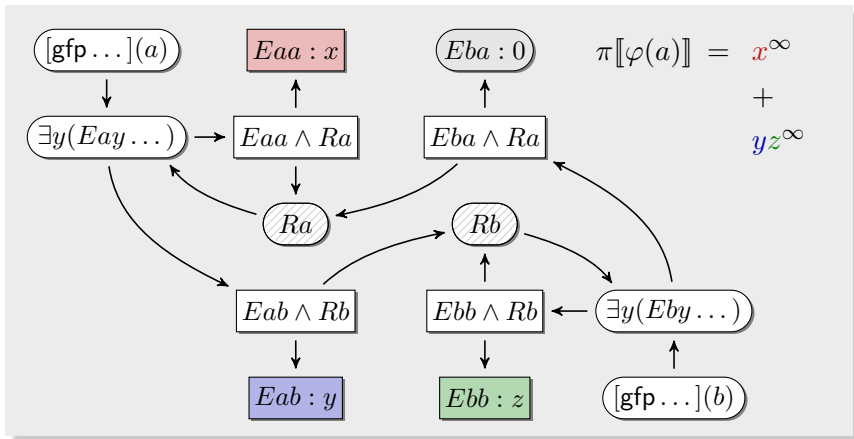 [gfp . . . ](a)
Eaa : x
Eba : 0
π⟦φ(a)⟧ = x^∞
+
yz^∞
∃y(Eay . . . )
Eaa ∧ Ra
Eba ∧ Ra
Ra
Rb
Eab ∧ Rb
Ebb ∧ Rb
∃y(Eby . . . )
Eab : y
Ebb : z
[gfp . . . ](b)